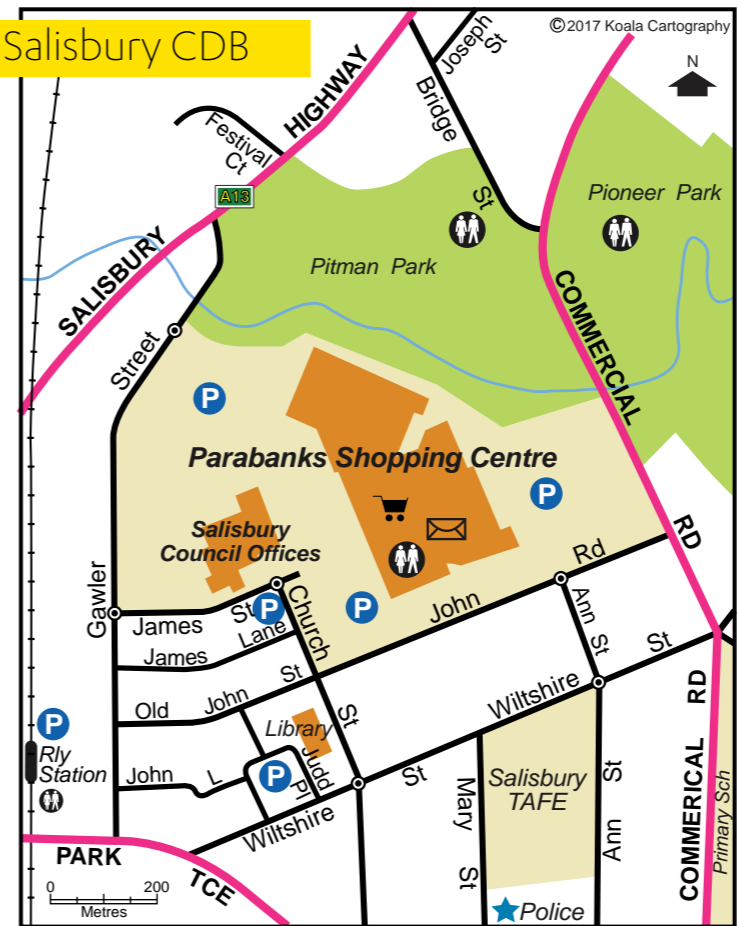 Salisbury CDB
©2017 Koala Cartography
N
Joseph
St
Bridge
St
HIGHWAY
Festival
Ct
A13
SALISBURY
Pioneer Park
Pitman Park
COMMERCIAL
RD
Street
P
Parabanks Shopping Centre
P
Salisbury
Council Offices
Gawler
James
St
P
P
Church
St
John
Rd
Ann
St
James
Lane
Old
John
St
Wiltshire
St
P
Rly
Station
Library
John
L
P
Judd
Pl
Wiltshire
St
Mary
St
Salisbury
TAFE
Ann
St
COMMERICAL
RD
Primary Sch
PARK
TCE
0
200
Metres
Police